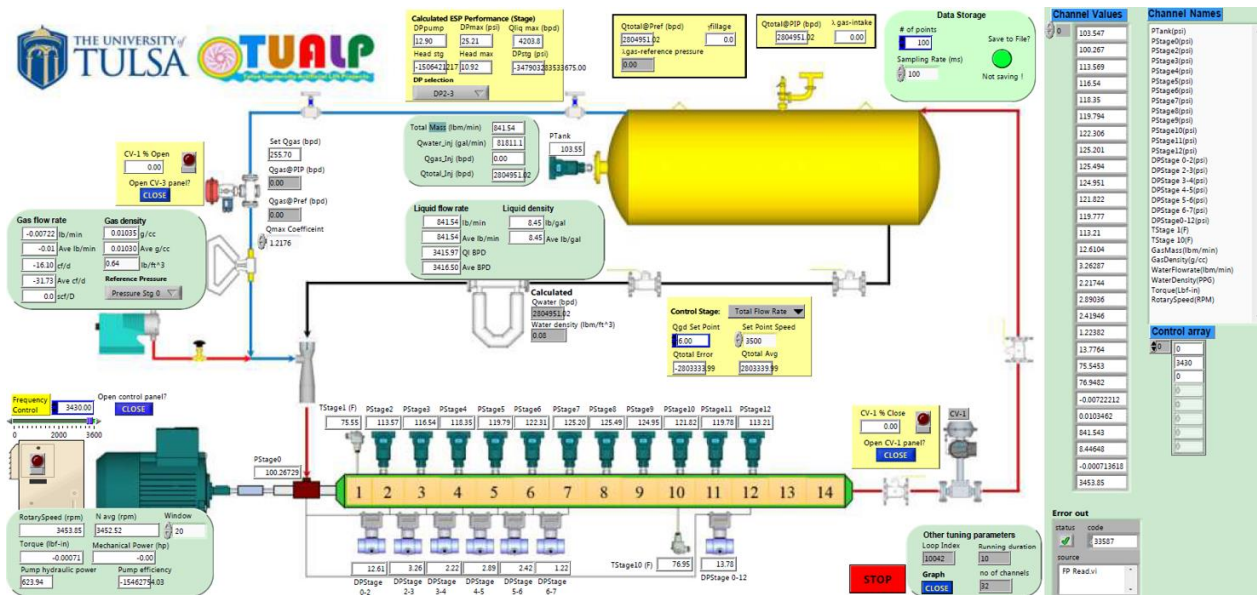 THE UNIVERSITY of
TULSA
TUALP
Tulsa University Artificial Lift Projects
Calculated ESP Performance (Stage)
DPpump DPmax (psi) Qliq max (bpd)
12.90 25.21 4203.8
Head stg Head max DPstg (psi)
-1506421217 10.92 -347903283533675.00
DP selection
DP2-3
Qtotal@Pref (bpd) γfillage
2804951.02 0.0
λgas-reference pressure
0.00
Qtotal@PIP (bpd) λ.gas-intake
2804951.02 0.00
Data Storage
# of points
100
Save to File?
Sampling Rate (ms)
100
Not saving !
CV-1 % Open
0.00
Open CV-3 panel?
CLOSE
Set Qgas (bpd)
255.70
Qgas@PIP (bpd)
0.00
Qgas@Pref (bpd)
0.00
Qmax Coefficeint
1.2176
Total Mass (lbm/min) 841.54
Qwater_inj (gal/min) 81811.1
Qgas_Inj (bpd) 0.00
Qtotal_Inj (bpd) 2804951.02
PTank
103.55
Gas flow rate Gas density
-0.00722 lb/min 0.01035 g/cc
-0.01 Ave lb/min 0.01030 Ave g/cc
-16.10 cf/d 0.64 lb/ft^3
-31.73 Ave cf/d Reference Pressure
0.0 scf/D Pressure Stg 0
Liquid flow rate Liquid density
841.54 lb/min 8.45 lb/gal
841.54 Ave lb/min 8.45 Ave lb/gal
3415.97 Ql BPD
3416.50 Ave BPD
Calculated
Qwater (bpd)
2804951.02
Water density (lbm/ft^3)
0.08
Control Stage: Total Flow Rate
Qgd Set Point Set Point Speed
6.00 3500
Qtotal Error Qtotal Avg
-2803333.99 2803339.99
Frequency
Control
3430.00
0 2000 3600
Open control panel?
CLOSE
TStage1 (F) PStage2 PStage3 PStage4 PStage5 PStage6 PStage7 PStage8 PStage9 PStage10 PStage11 PStage12
75.55 113.57 116.54 118.35 119.79 122.31 125.20 125.49 124.95 121.82 119.78 113.21
PStage0
100.26729
1 2 3 4 5 6 7 8 9 10 11 12 13 14
CV-1 % Close
0.00
Open CV-1 panel?
CLOSE
CV-1
RotarySpeed (rpm) N avg (rpm) Window
3453.85 3452.52 20
Torque (lbf-in) Mechanical Power (hp)
-0.00071 -0.00
Pump hydraulic power Pump efficiency
623.94 -15462754.03
12.61 3.26 2.22 2.89 2.42 1.22
DPStage 0-2
DPStage 2-3
DPStage 3-4
DPStage 4-5
DPStage 5-6
DPStage 6-7
TStage10 (F) 76.95
13.78
DPStage 0-12
STOP
Other tuning parameters
Loop Index Running duration
10042 10
Graph no of channels
CLOSE 32
Channel Values
0
103.547
100.267
113.569
116.54
118.35
119.794
122.306
125.201
125.494
124.951
121.822
119.777
113.21
12.6104
3.26287
2.21744
2.89036
2.41946
1.22382
13.7764
75.5453
76.9482
-0.00722212
0.0103462
841.543
8.44648
-0.000713618
3453.85
Channel Names
PTank(psi)
PStage0(psi)
PStage2(psi)
PStage3(psi)
PStage4(psi)
PStage5(psi)
PStage6(psi)
PStage7(psi)
PStage8(psi)
PStage9(psi)
PStage10(psi)
PStage11(psi)
PStage12(psi)
DPStage 0-2(psi)
DPStage 2-3(psi)
DPStage 3-4(psi)
DPStage 4-5(psi)
DPStage 5-6(psi)
DPStage 6-7(psi)
DPStage0-12(psi)
TStage 1(F)
TStage 10(F)
GasMass(lbm/min)
GasDensity(g/cc)
WaterFlowrate(lbm/min)
WaterDensity(PPG)
Torque(Lbf-in)
RotarySpeed(RPM)
Control array
0 0
3430
0
0
0
0
0
0
Error out
status code
33587
source
FP Read.vi